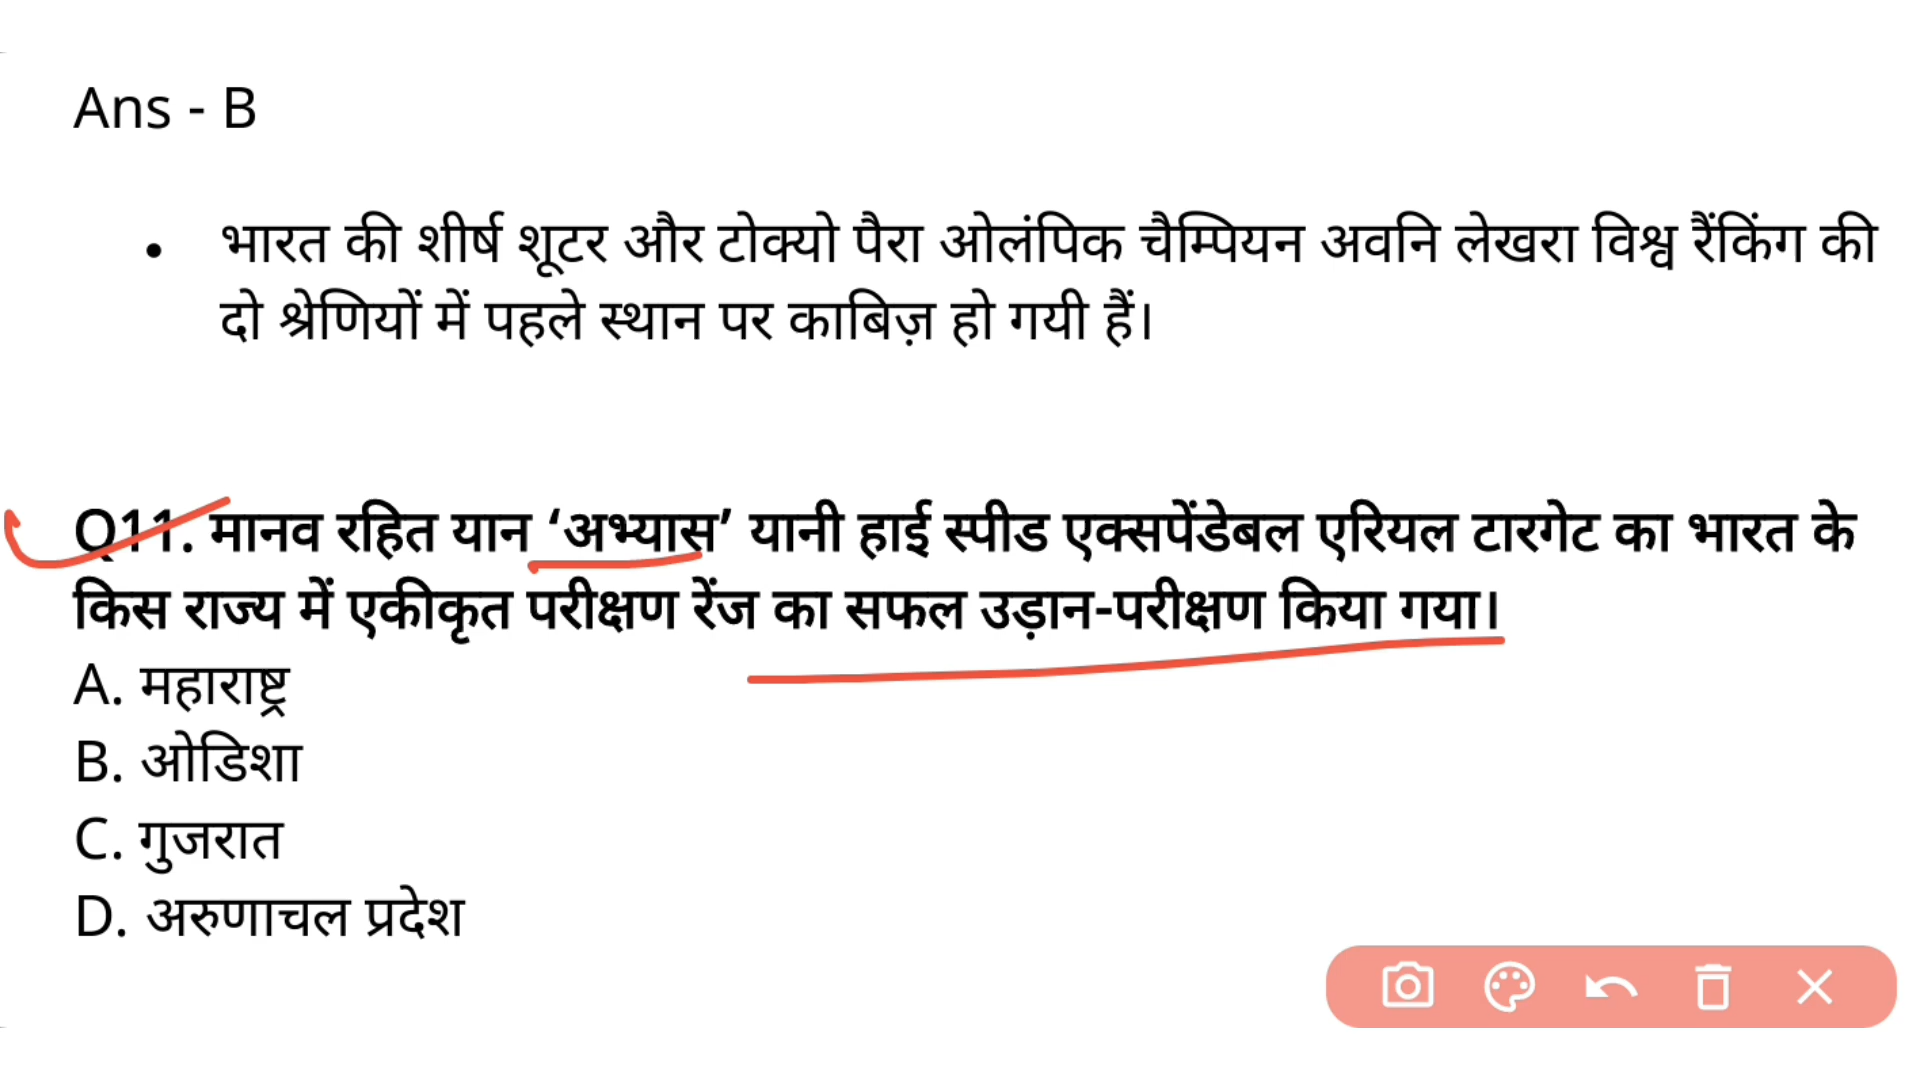 Ans - B
• भारत की शीर्ष शूटर और टोक्यो पैरा ओलंपिक चैम्पियन अवनि लेखरा विश्व रैंकिंग की
दो श्रेणियों में पहले स्थान पर काबिज़ हो गयी हैं।
Q11. मानव रहित यान ‘अभ्यास’ यानी हाई स्पीड एक्सपेंडेबल एरियल टारगेट का भारत के
किस राज्य में एकीकृत परीक्षण रेंज का सफल उड़ान-परीक्षण किया गया।
A. महाराष्ट्र
B. ओडिशा
C. गुजरात
D. अरुणाचल प्रदेश